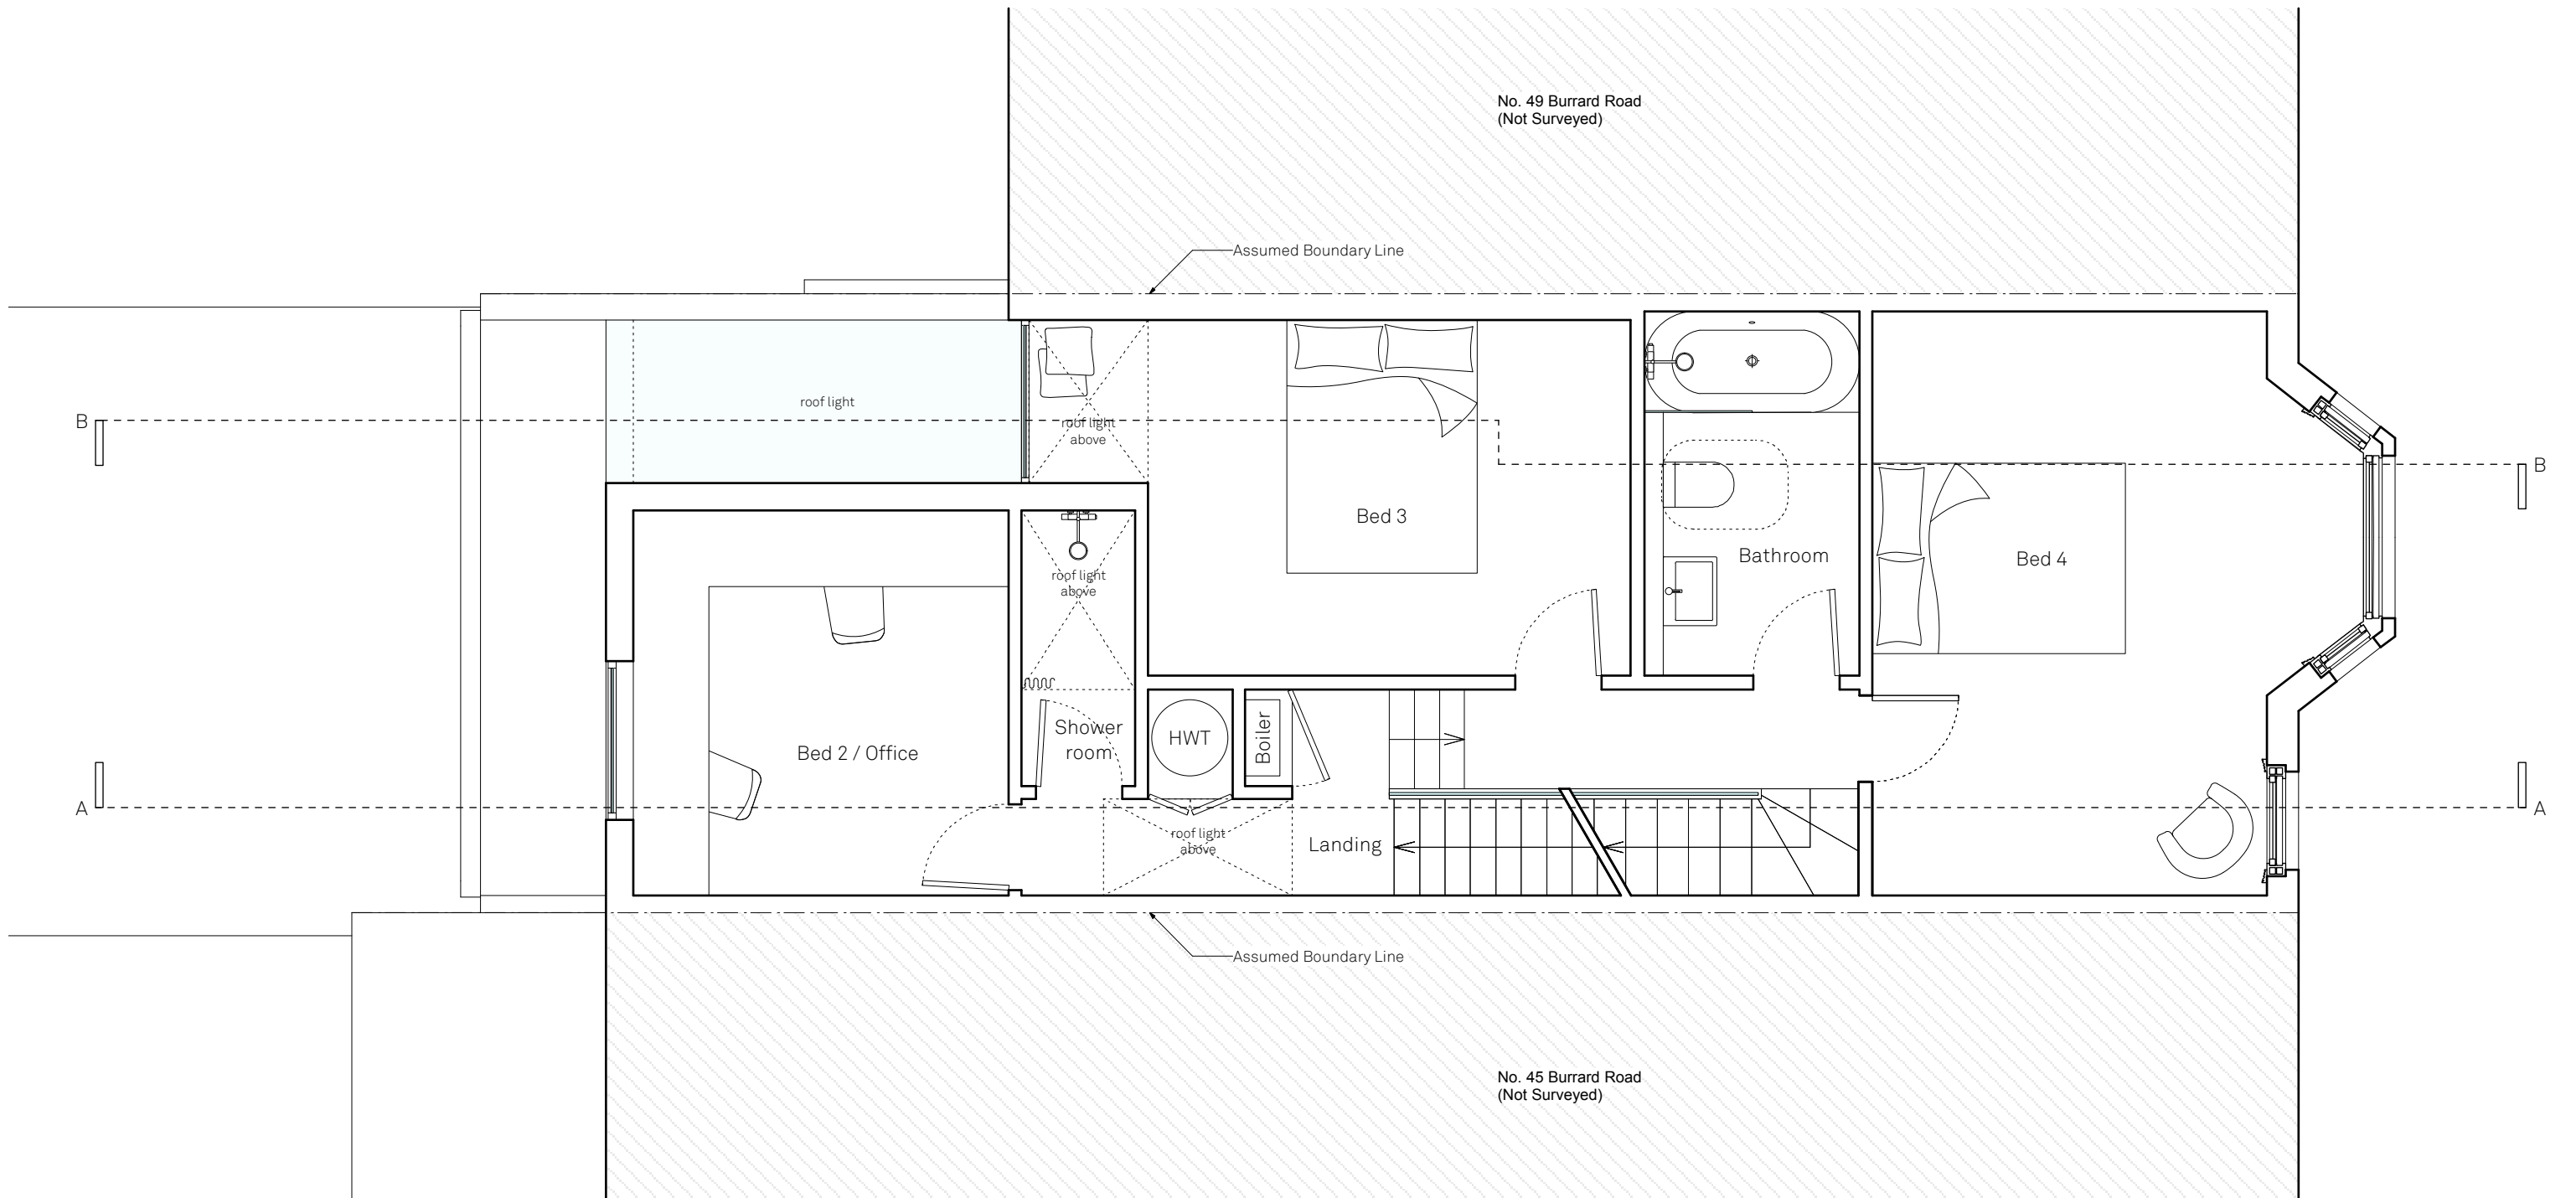 No. 49 Burrard Road
(Not Surveyed)
Assumed Boundary Line
roof light
B
roof light
above
B
Bed 3
Bathroom
Bed 4
roof light
above
Shower
room
HWT
Boiler
Bed 2 / Office
A
A
roof light
above
Landing
Assumed Boundary Line
No. 45 Burrard Road
(Not Surveyed)